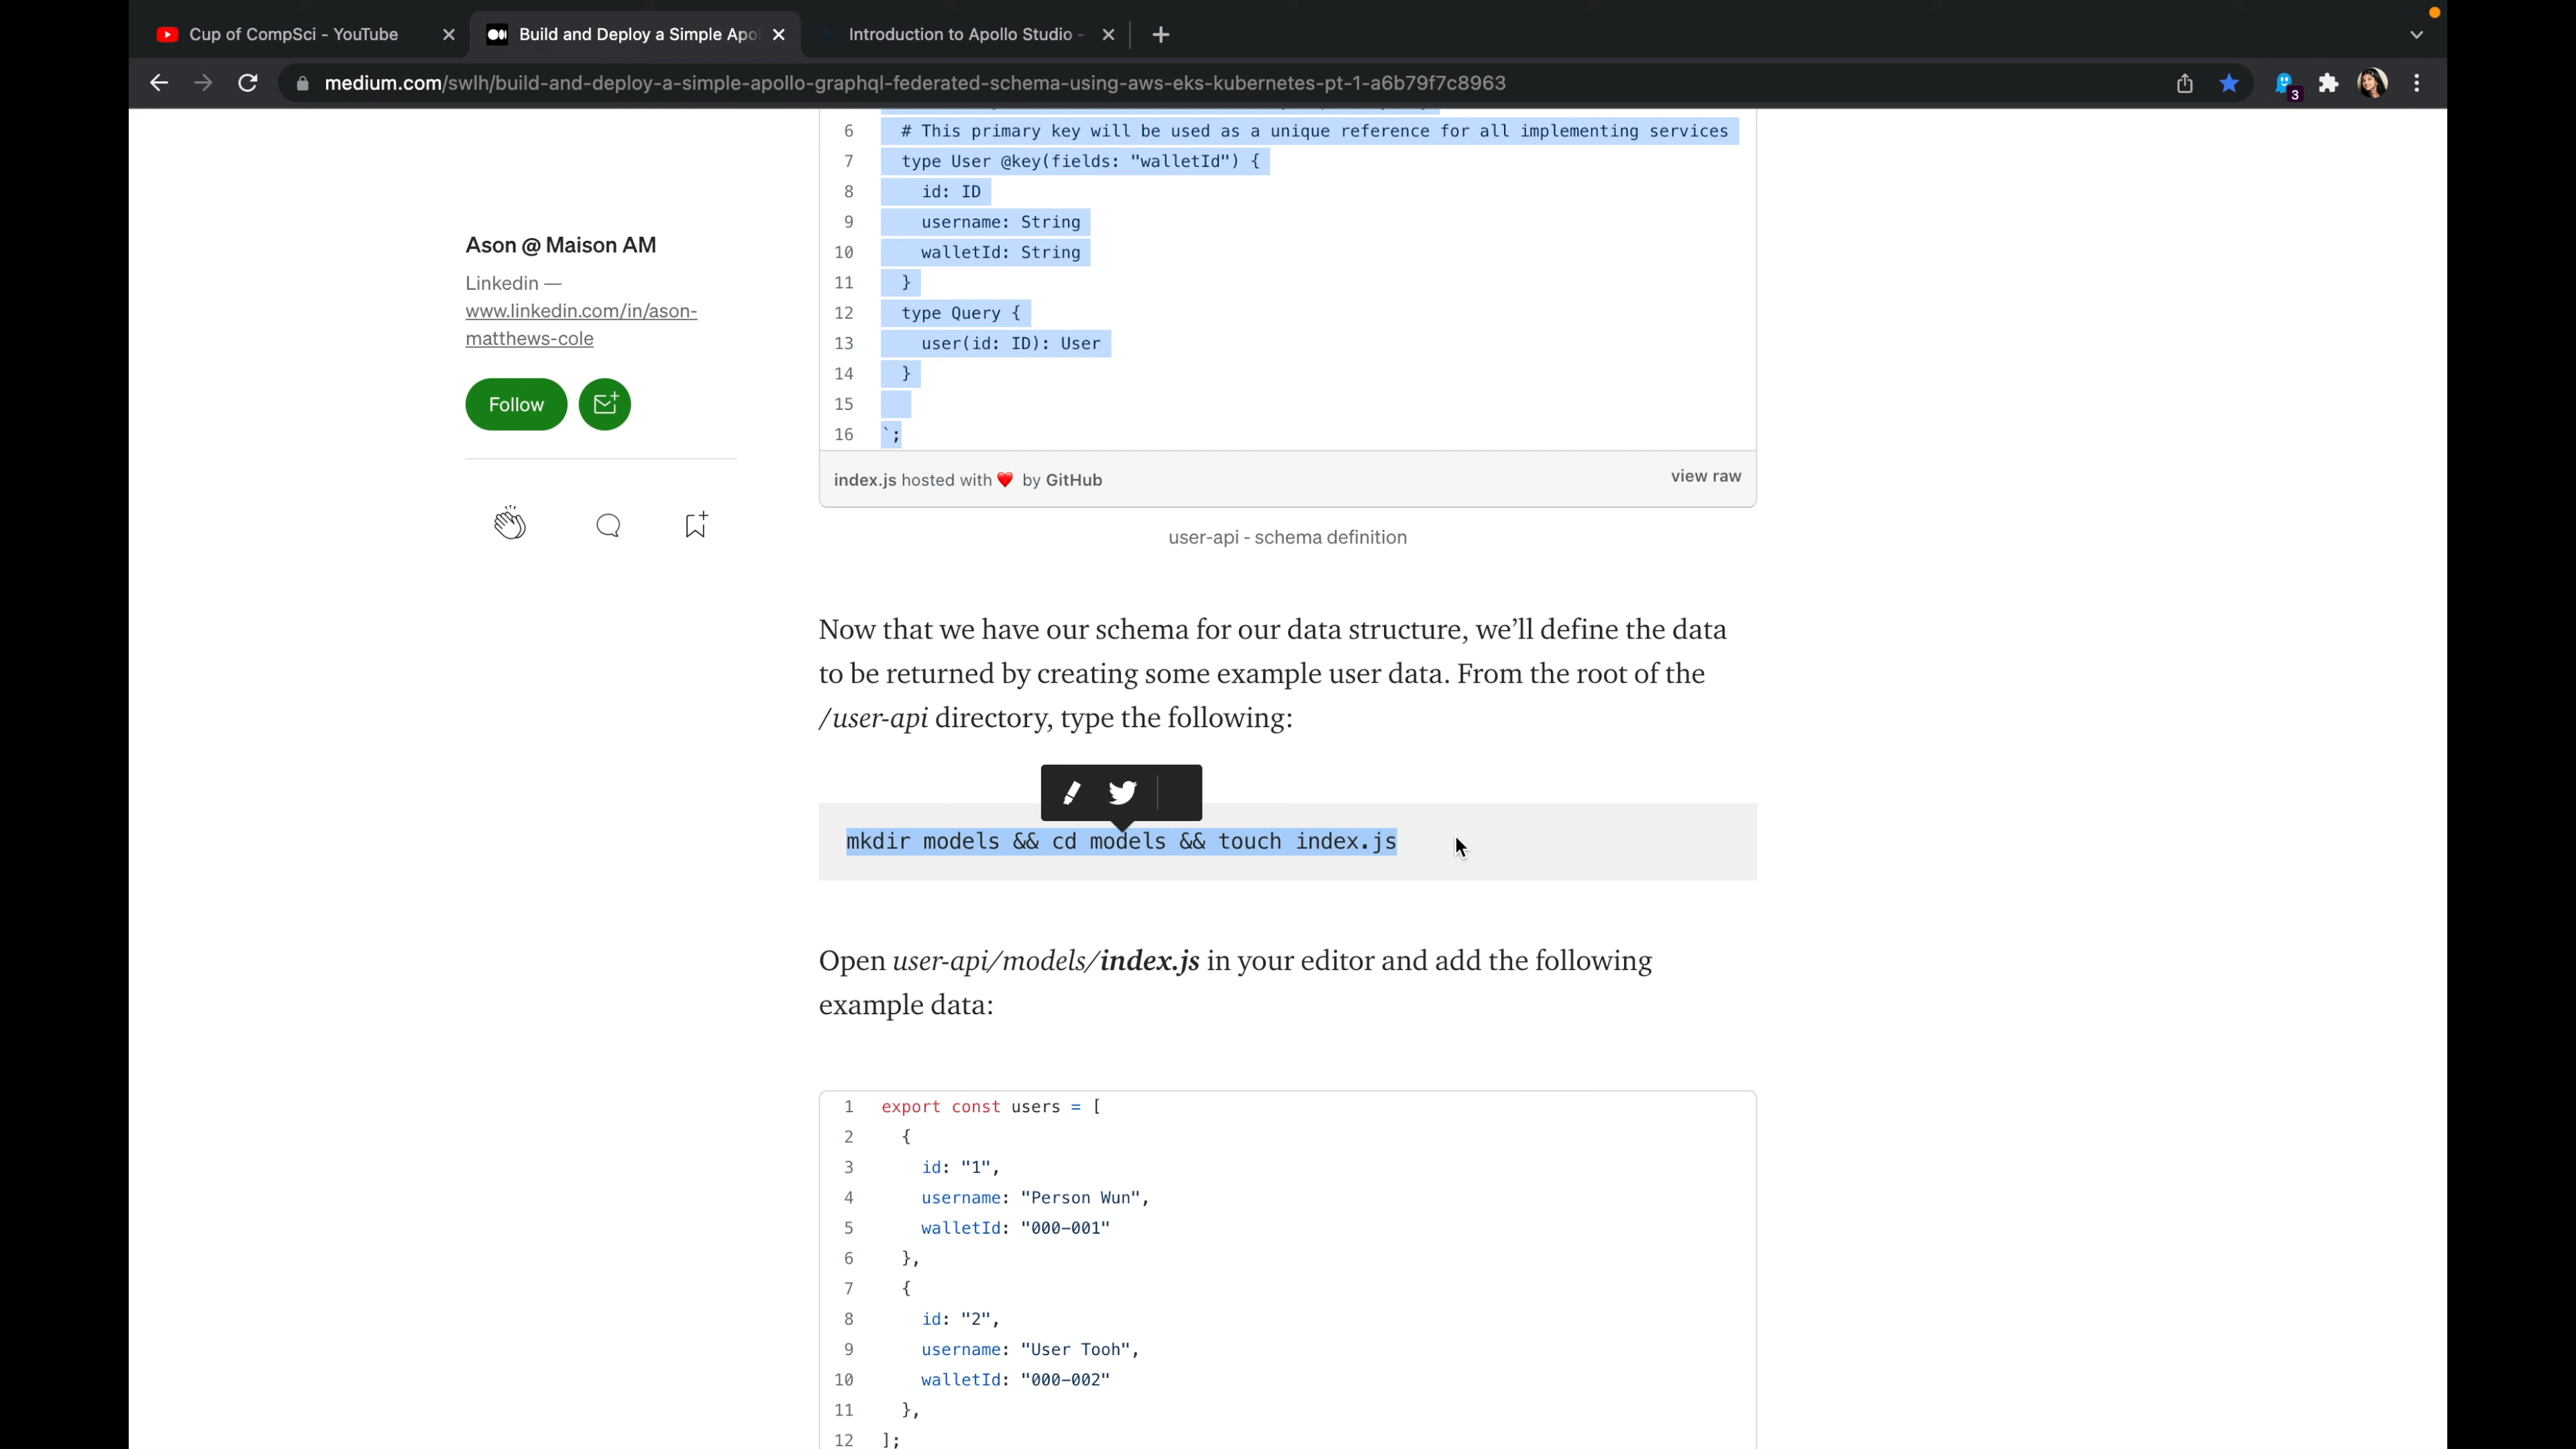 Cup of CompSci - YouTube
Build and Deploy a Simple Apo
Introduction to Apollo Studio -
medium.com/swlh/build-and-deploy-a-simple-apollo-graphql-federated-schema-using-aws-eks-kubernetes-pt-1-a6b79f7c8963
3
Ason @ Maison AM
Linkedin —
www.linkedin.com/in/ason-
matthews-cole
Follow
6 # This primary key will be used as a unique reference for all implementing services
7 type User @key(fields: "walletId") {
8 id: ID
9 username: String
10 walletId: String
11 }
12 type Query {
13 user(id: ID): User
14 }
15
16 `;
index.js hosted with ❤ by GitHub
view raw
user-api - schema definition
Now that we have our schema for our data structure, we’ll define the data
to be returned by creating some example user data. From the root of the
/user-api directory, type the following:
mkdir models && cd models && touch index.js
Open user-api/models/index.js in your editor and add the following
example data:
1 export const users = [
2 {
3 id: "1",
4 username: "Person Wun",
5 walletId: "000-001"
6 },
7 {
8 id: "2",
9 username: "User Tooh",
10 walletId: "000-002"
11 },
12 ];